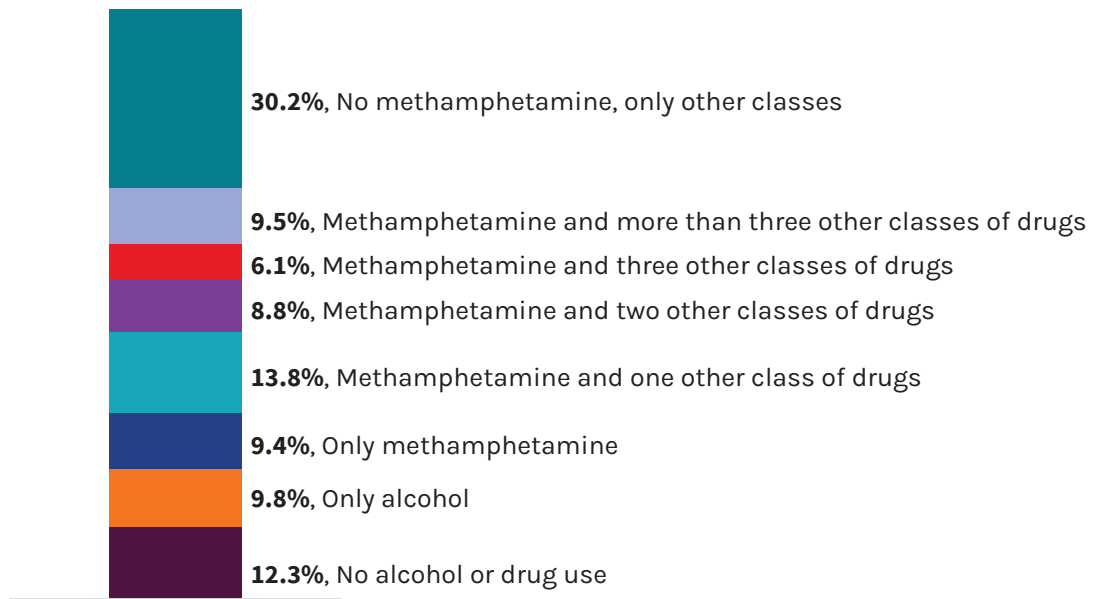 30.2%, No methamphetamine, only other classes
9.5%, Methamphetamine and more than three other classes of drugs
6.1%, Methamphetamine and three other classes of drugs
8.8%, Methamphetamine and two other classes of drugs
13.8%, Methamphetamine and one other class of drugs
9.4%, Only methamphetamine
9.8%, Only alcohol
12.3%, No alcohol or drug use